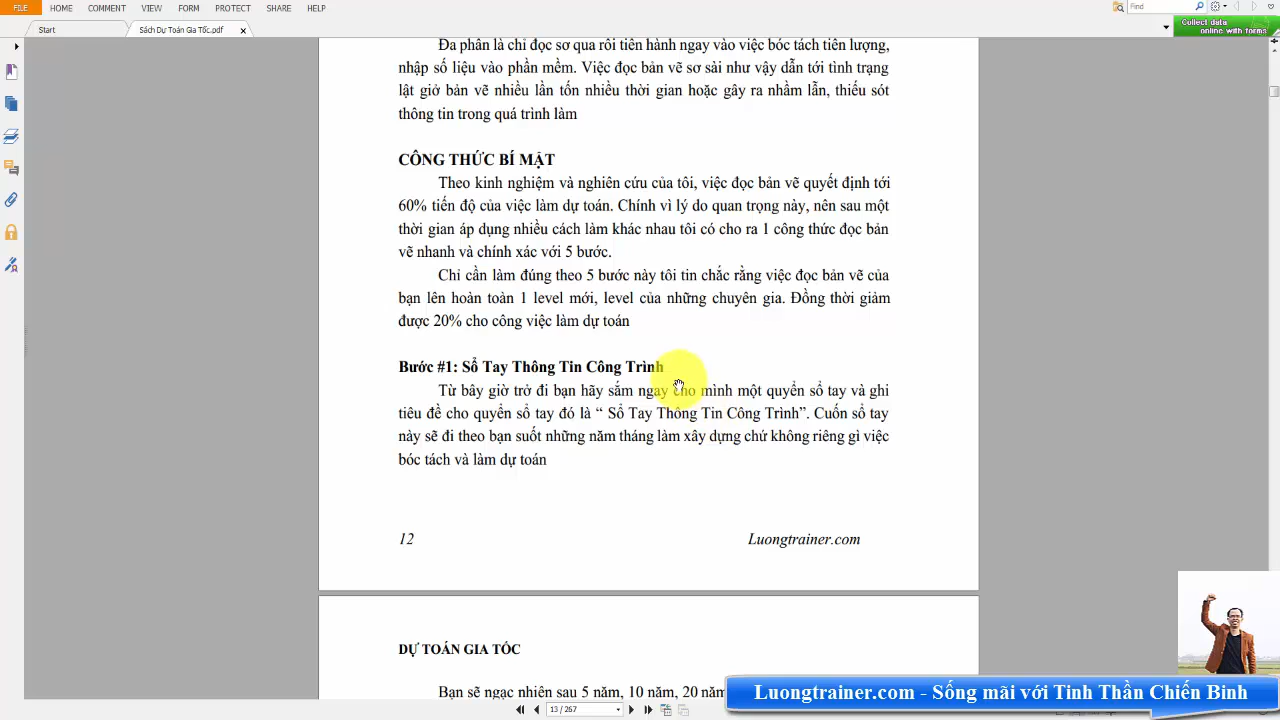 FILE HOME COMMENT VIEW FORM PROTECT SHARE HELP
Find
Start Sách Dự Toán Gia Tốc.pdf
Collect data
online with forms
Đa phần là chỉ đọc sơ qua rồi tiến hành ngay vào việc bóc tách tiên lượng,
nhập số liệu vào phần mềm. Việc đọc bản vẽ sơ sài như vậy dẫn tới tình trạng
lật giở bản vẽ nhiều lần tốn nhiều thời gian hoặc gây ra nhầm lẫn, thiếu sót
thông tin trong quá trình làm
CÔNG THỨC BÍ MẬT
Theo kinh nghiệm và nghiên cứu của tôi, việc đọc bản vẽ quyết định tới
60% tiến độ của việc làm dự toán. Chính vì lý do quan trọng này, nên sau một
thời gian áp dụng nhiều cách làm khác nhau tôi có cho ra 1 công thức đọc bản
vẽ nhanh và chính xác với 5 bước.
Chỉ cần làm đúng theo 5 bước này tôi tin chắc rằng việc đọc bản vẽ của
bạn lên hoàn toàn 1 level mới, level của những chuyên gia. Đồng thời giảm
được 20% cho công việc làm dự toán
Bước #1: Sổ Tay Thông Tin Công Trình
Từ bây giờ trở đi bạn hãy sắm ngay cho mình một quyển sổ tay và ghi
tiêu đề cho quyển sổ tay đó là “ Sổ Tay Thông Tin Công Trình”. Cuốn sổ tay
này sẽ đi theo bạn suốt những năm tháng làm xây dựng chứ không riêng gì việc
bóc tách và làm dự toán
12 Luongtrainer.com
DỰ TOÁN GIA TỐC
Bạn sẽ ngạc nhiên sau 5 năm, 10 năm, 20 năm
Luongtrainer.com - Sống mãi với Tinh Thần Chiến Binh
13 / 267